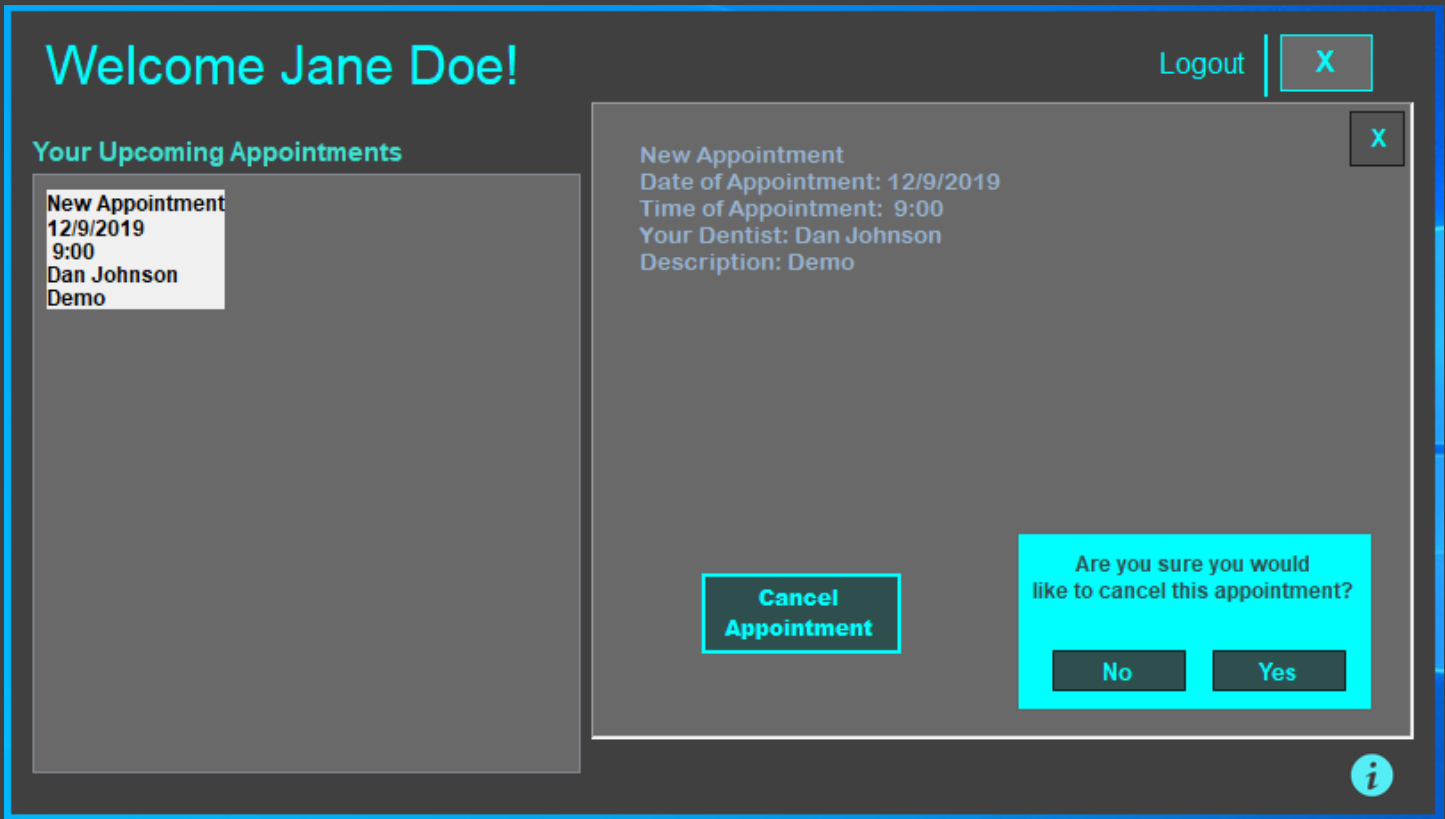 Welcome Jane Doe!
Logout
X
Your Upcoming Appointments
New Appointment
12/9/2019
9:00
Dan Johnson
Demo
X
New Appointment
Date of Appointment: 12/9/2019
Time of Appointment:  9:00
Your Dentist: Dan Johnson
Description: Demo
Cancel
Appointment
Are you sure you would
like to cancel this appointment?
No
Yes
i